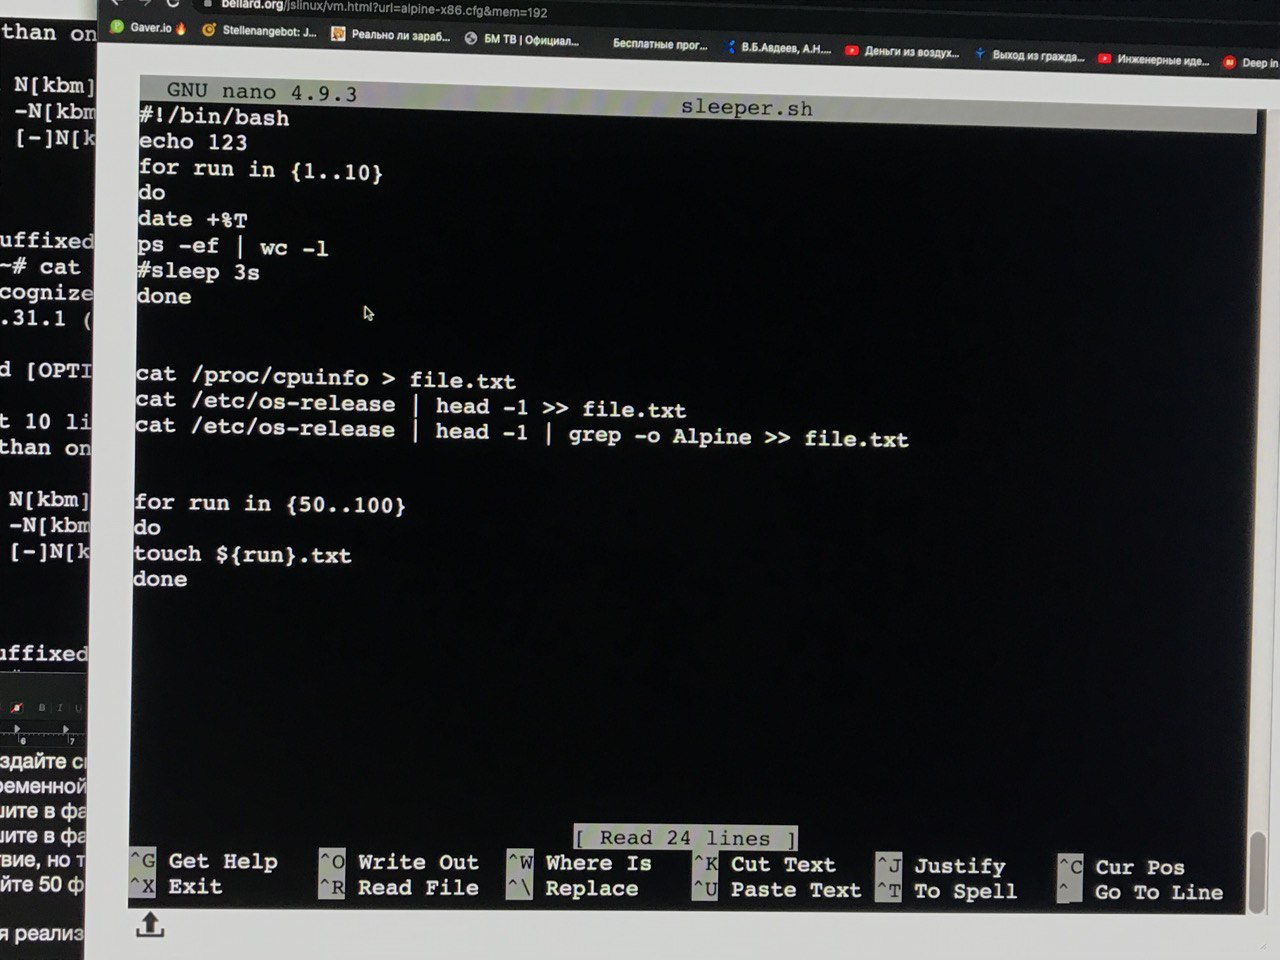 bellard.org/jslinux/vm.html?url=alpine-x86.cfg&mem=192
Gaver.io
Stellenangebot: J...
Реально ли зараб...
БМ ТВ | Официал...
Бесплатные прог...
В.Б.Авдеев, А.Н....
Деньги из воздух...
Выход из гражда...
Инженерные иде...
Deep in
than on
N[kbm]
-N[kbm
[-]N[k
uffixed
~# cat
cognize
.31.1 (
d [OPTI
t 10 li
than on
N[kbm]
-N[kbm
[-]N[k
uffixed
B I U
6 7
здайте с
ременной
ите в фа
ите в фа
вие, но т
йте 50 ф
я реализ
GNU nano 4.9.3 sleeper.sh
#!/bin/bash
echo 123
for run in {1..10}
do
date +%T
ps -ef | wc -l
#sleep 3s
done
cat /proc/cpuinfo > file.txt
cat /etc/os-release | head -1 >> file.txt
cat /etc/os-release | head -1 | grep -o Alpine >> file.txt
for run in {50..100}
do
touch ${run}.txt
done
[ Read 24 lines ]
^G Get Help ^O Write Out ^W Where Is ^K Cut Text ^J Justify ^C Cur Pos
^X Exit ^R Read File ^\ Replace ^U Paste Text ^T To Spell ^_ Go To Line